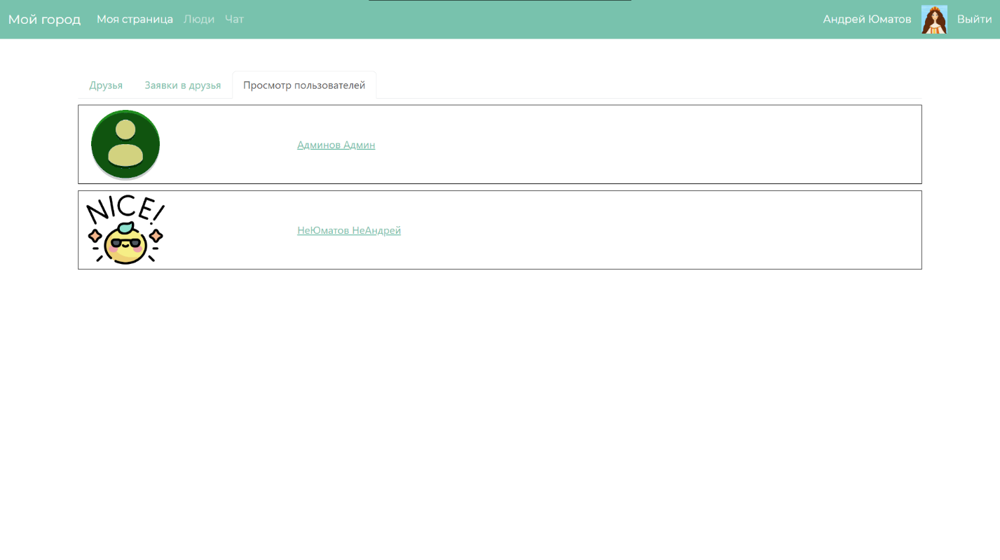 Мой город Моя страница Люди Чат Андрей Юматов Выйти
Друзья Заявки в друзья Просмотр пользователей
Админов Админ
NICE!
НеЮматов НеАндрей